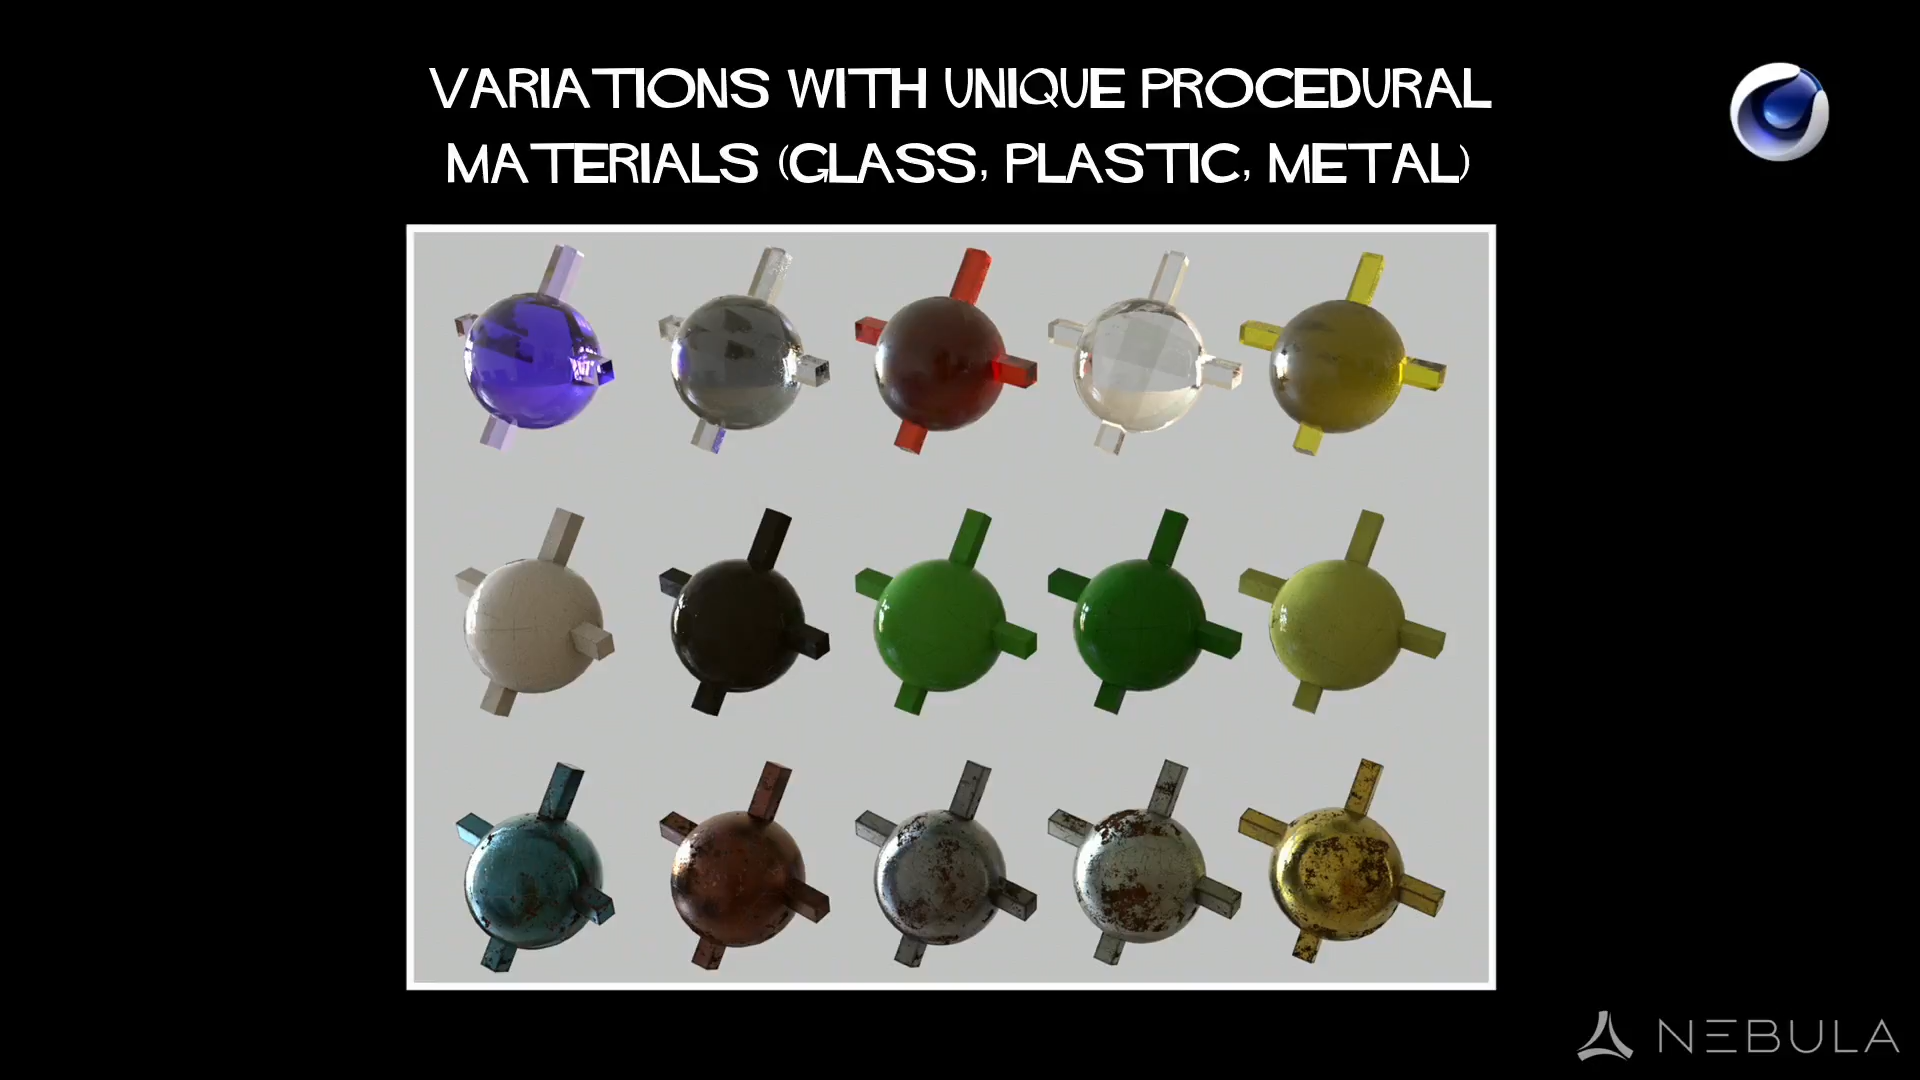 VARIATIONS WITH UNIQUE PROCEDURAL
MATERIALS (GLASS, PLASTIC, METAL)
NEBULA